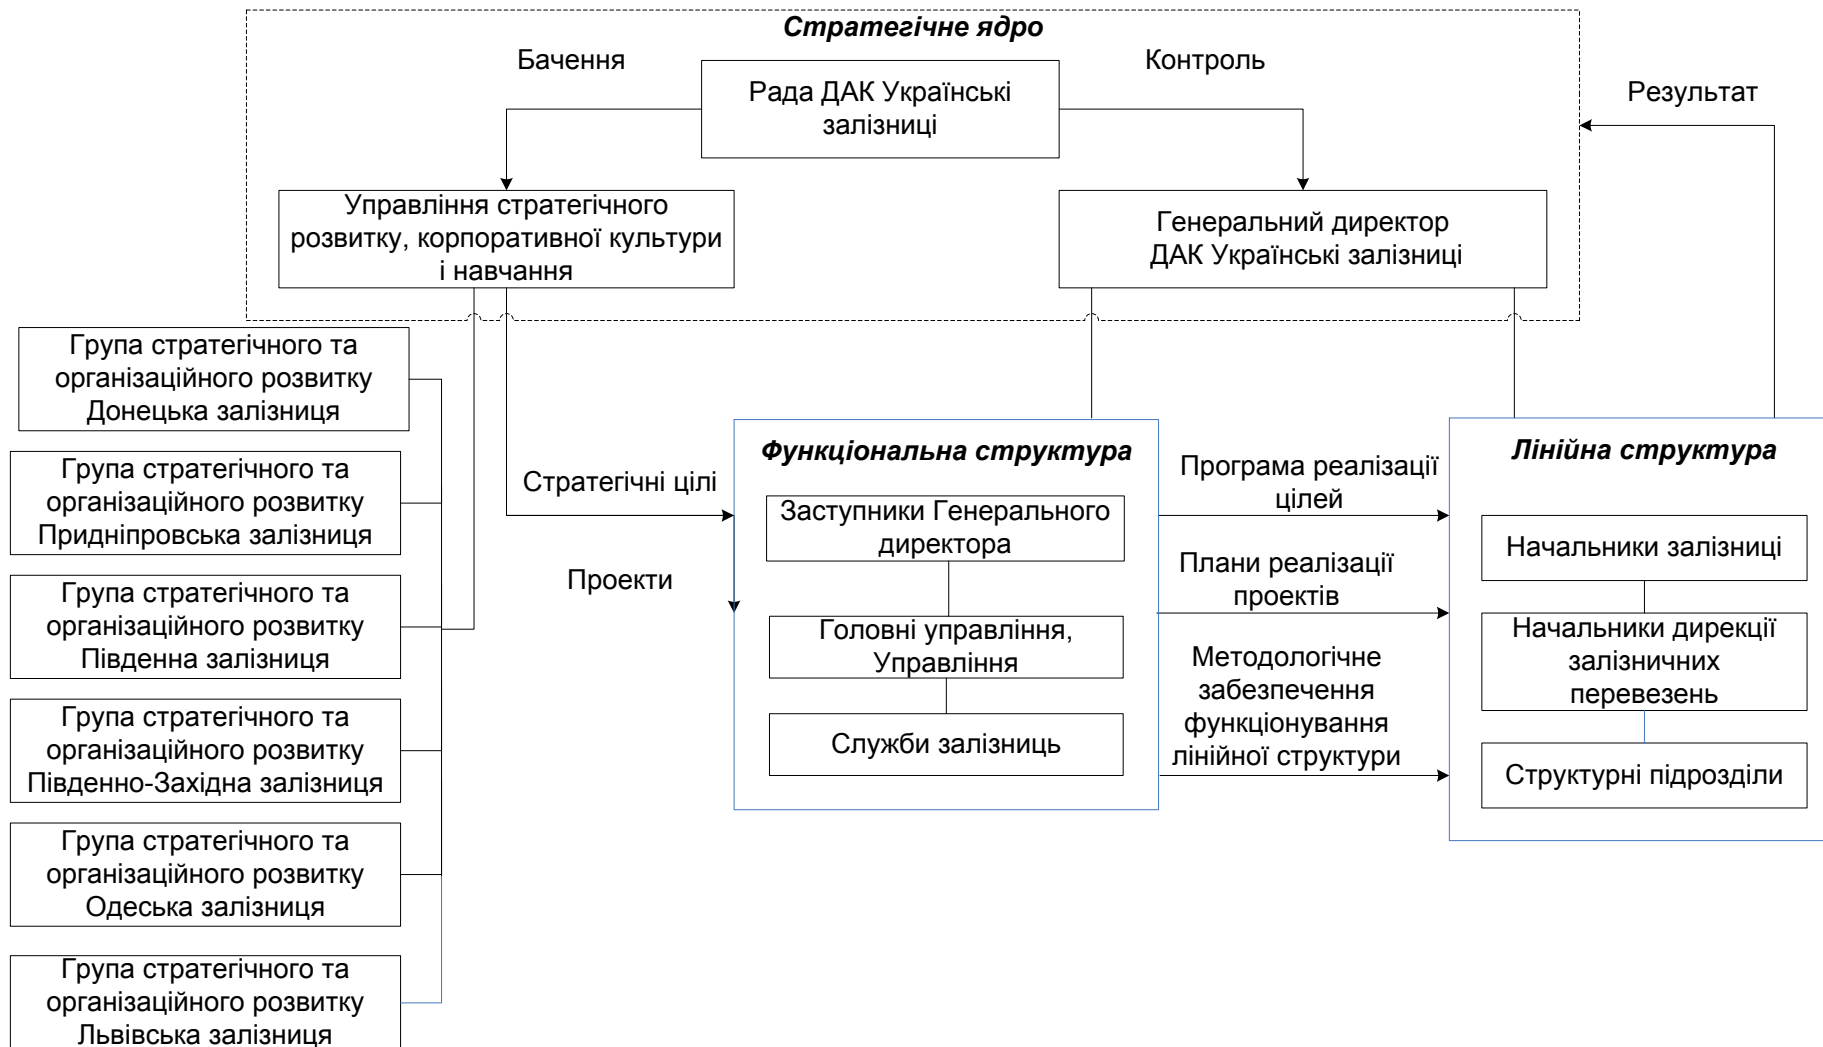 Стратегічне ядро
Бачення
Контроль
Рада ДАК Українські
залізниці
Результат
Управління стратегічного
розвитку, корпоративної культури
і навчання
Генеральний директор
ДАК Українські залізниці
Група стратегічного та
організаційного розвитку
Донецька залізниця
Група стратегічного та
організаційного розвитку
Придніпровська залізниця
Група стратегічного та
організаційного розвитку
Південна залізниця
Група стратегічного та
організаційного розвитку
Південно-Західна залізниця
Група стратегічного та
організаційного розвитку
Одеська залізниця
Група стратегічного та
організаційного розвитку
Львівська залізниця
Стратегічні цілі
Проекти
Функціональна структура
Заступники Генерального
директора
Головні управління,
Управління
Служби залізниць
Програма реалізації
цілей
Плани реалізації
проектів
Методологічне
забезпечення
функціонування
лінійної структури
Лінійна структура
Начальники залізниці
Начальники дирекції
залізничних
перевезень
Структурні підрозділи